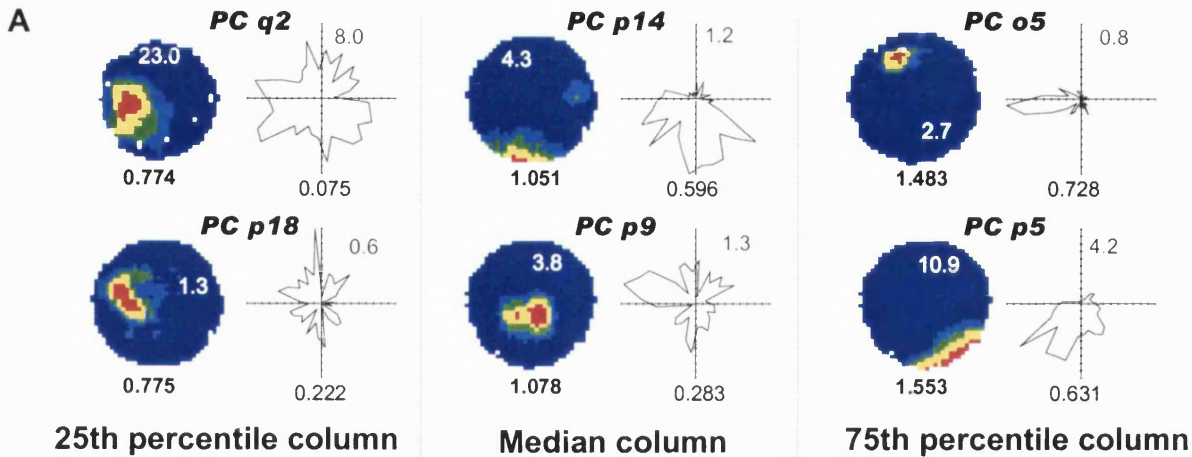 A
PC q2 PC p14 PC o5
23.0 8.0 4.3 1.2 2.7 0.8
0.774 0.075 1.051 0.596 1.483 0.728
PC p18 PC p9 PC p5
1.3 0.6 3.8 1.3 10.9 4.2
0.775 0.222 1.078 0.283 1.553 0.631
25th percentile column Median column 75th percentile column